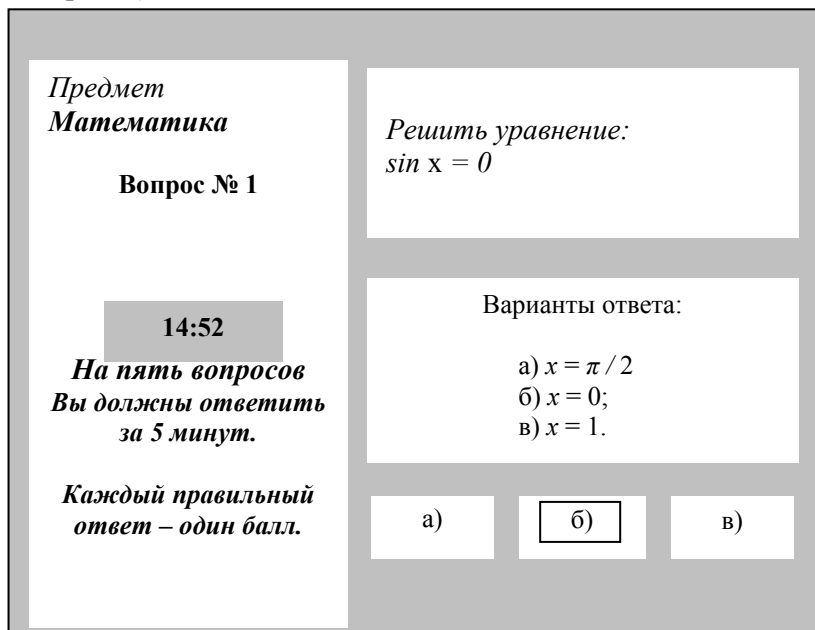 Предмет
Математика
Вопрос № 1
14:52
На пять вопросов
Вы должны ответить
за 5 минут.
Каждый правильный
ответ – один балл.
Решить уравнение:
sin x = 0
Варианты ответа:
а) x = π / 2
б) x = 0;
в) x = 1.
а)
б)
в)